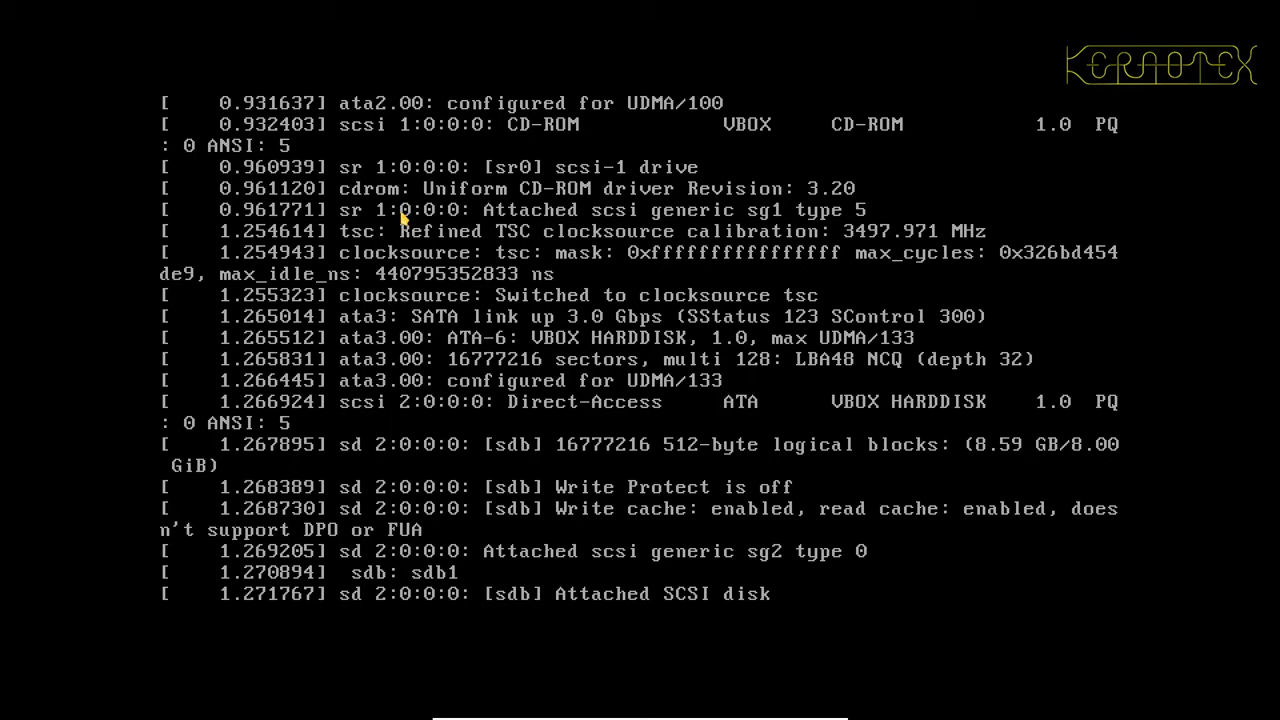 KERNOTEX
[    0.931637] ata2.00: configured for UDMA/100
[    0.932403] scsi 1:0:0:0: CD-ROM            VBOX     CD-ROM           1.0  PQ
: 0 ANSI: 5
[    0.960939] sr 1:0:0:0: [sr0] scsi-1 drive
[    0.961120] cdrom: Uniform CD-ROM driver Revision: 3.20
[    0.961771] sr 1:0:0:0: Attached scsi generic sg1 type 5
[    1.254614] tsc: Refined TSC clocksource calibration: 3497.971 MHz
[    1.254943] clocksource: tsc: mask: 0xffffffffffffffff max_cycles: 0x326bd454
de9, max_idle_ns: 440795352833 ns
[    1.255323] clocksource: Switched to clocksource tsc
[    1.265014] ata3: SATA link up 3.0 Gbps (SStatus 123 SControl 300)
[    1.265512] ata3.00: ATA-6: VBOX HARDDISK, 1.0, max UDMA/133
[    1.265831] ata3.00: 16777216 sectors, multi 128: LBA48 NCQ (depth 32)
[    1.266445] ata3.00: configured for UDMA/133
[    1.266924] scsi 2:0:0:0: Direct-Access     ATA      VBOX HARDDISK    1.0  PQ
: 0 ANSI: 5
[    1.267895] sd 2:0:0:0: [sdb] 16777216 512-byte logical blocks: (8.59 GB/8.00
 GiB)
[    1.268389] sd 2:0:0:0: [sdb] Write Protect is off
[    1.268730] sd 2:0:0:0: [sdb] Write cache: enabled, read cache: enabled, does
n't support DPO or FUA
[    1.269205] sd 2:0:0:0: Attached scsi generic sg2 type 0
[    1.270894]  sdb: sdb1
[    1.271767] sd 2:0:0:0: [sdb] Attached SCSI disk